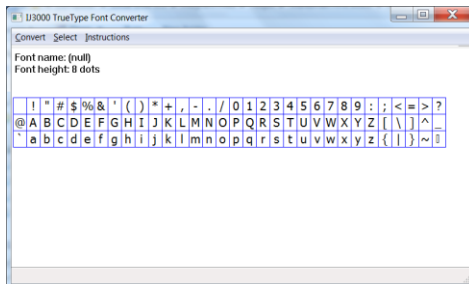 IJ3000 TrueType Font Converter
Convert Select Instructions
Font name: (null)
Font height: 8 dots
! " # $ % & ' ( ) * + , - . / 0 1 2 3 4 5 6 7 8 9 : ; < = > ?
@ A B C D E F G H I J K L M N O P Q R S T U V W X Y Z [ \ ] ^ _
` a b c d e f g h i j k l m n o p q r s t u v w x y z { | } ~ ▯